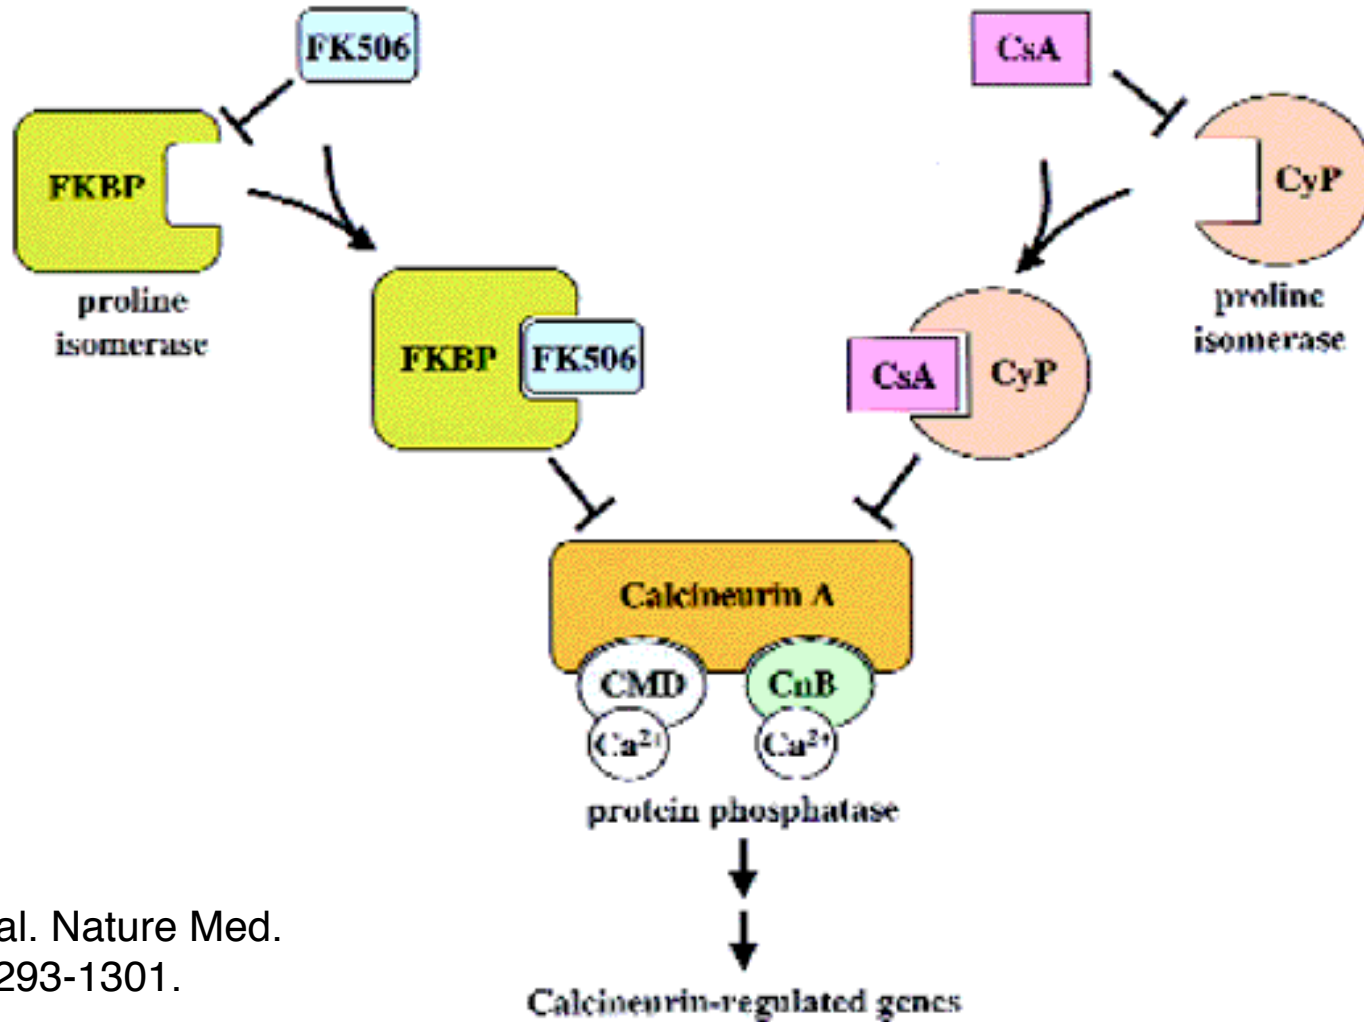 FK506
CsA
FKBP
CyP
proline
isomerase
proline
isomerase
FKBP
FK506
CsA
CyP
Calcineurin A
CMD
CnB
Ca2+
Ca2+
protein phosphatase
al. Nature Med.
293-1301.
Calcineurin-regulated genes